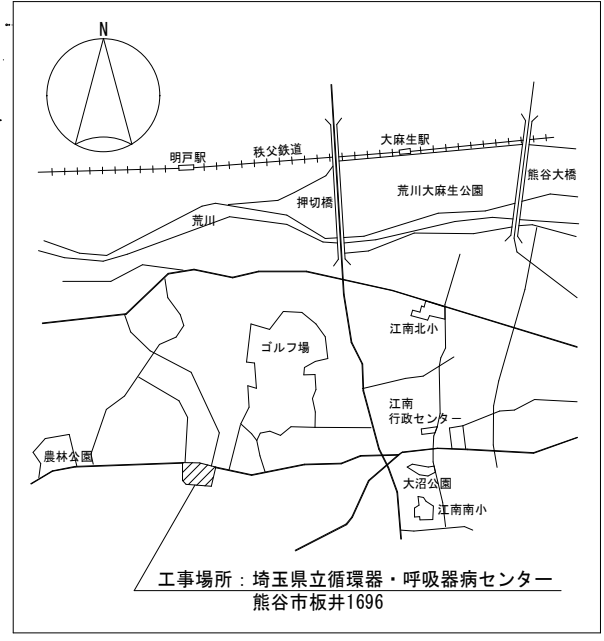 N
明戸駅
秩父鉄道
大麻生駅
熊谷大橋
荒川大麻生公園
押切橋
荒川
江南北小
ゴルフ場
江南
行政センター
農林公園
大沼公園
江南南小
工事場所：埼玉県立循環器・呼吸器病センター
熊谷市板井1696